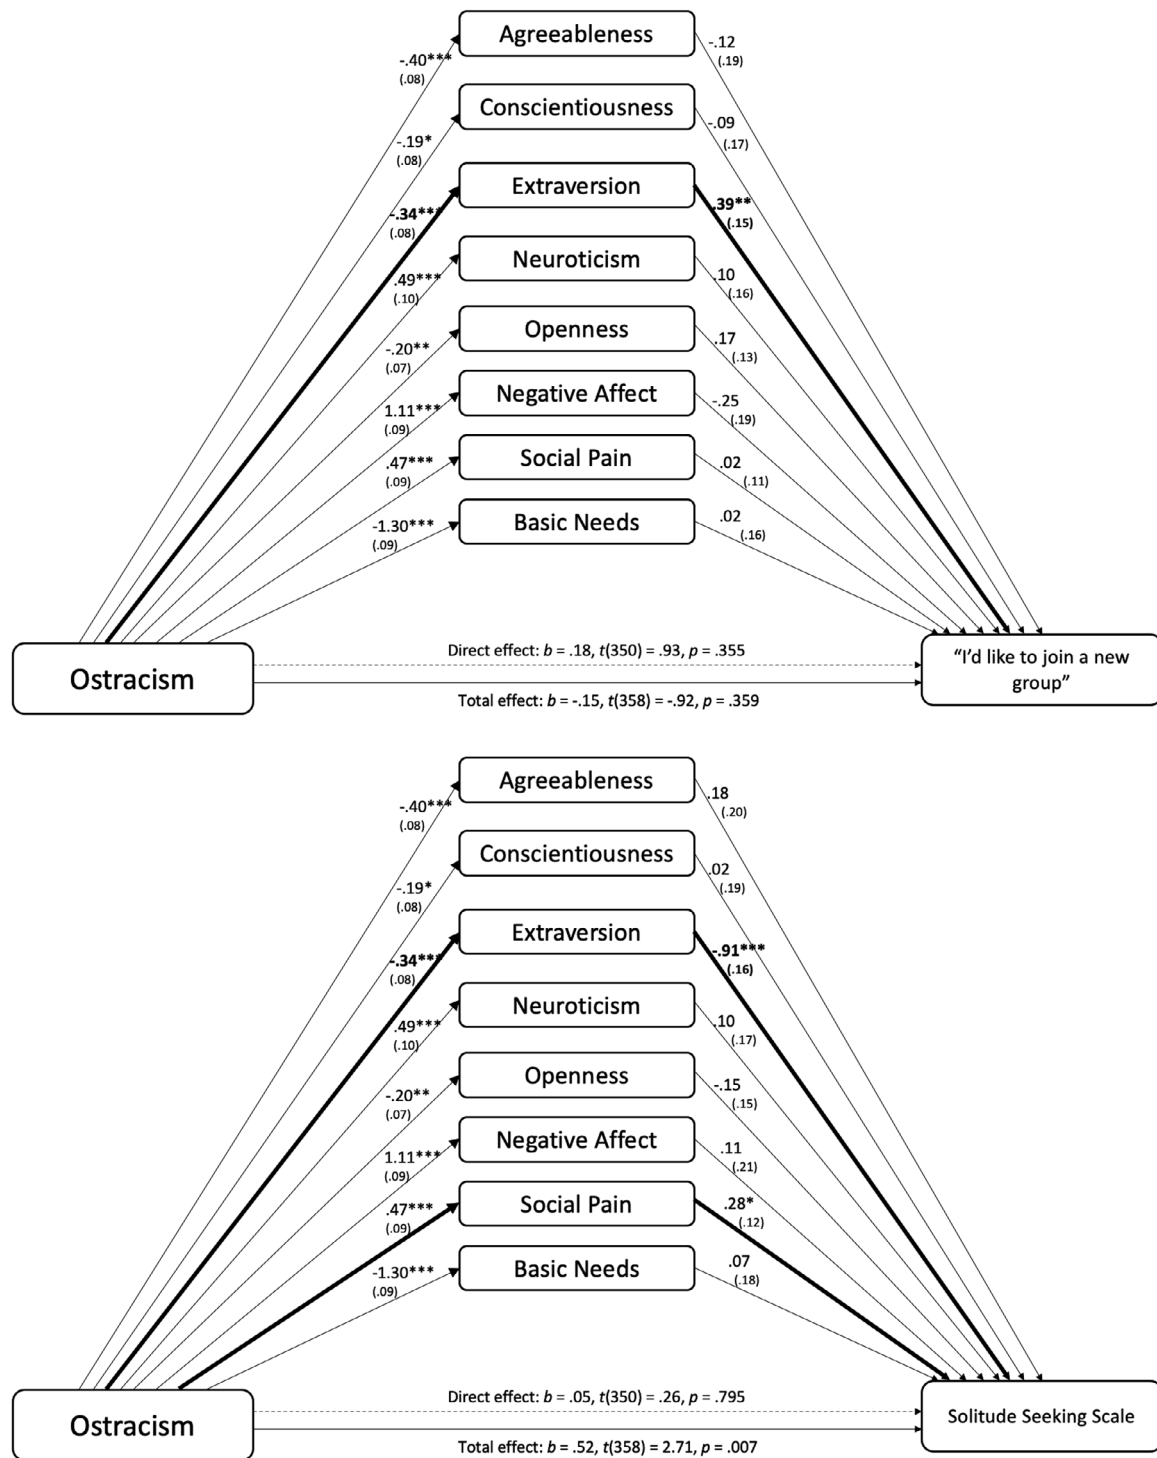 Agreeableness
-.40***
(.08)
-.12
(.19)
Conscientiousness
-.19*
(.08)
-.09
(.17)
Extraversion
-.34***
(.08)
.39**
(.15)
Neuroticism
.49***
(.10)
.10
(.16)
Openness
-.20**
(.07)
.17
(.13)
Negative Affect
1.11***
(.09)
-.25
(.19)
Social Pain
.47***
(.09)
.02
(.11)
Basic Needs
-1.30***
(.09)
.02
(.16)
Ostracism
Direct effect: b = .18, t(350) = .93, p = .355
Total effect: b = -.15, t(358) = -.92, p = .359
“I’d like to join a new
group”
Agreeableness
-.40***
(.08)
.18
(.20)
Conscientiousness
-.19*
(.08)
.02
(.19)
Extraversion
-.34***
(.08)
-.91***
(.16)
Neuroticism
.49***
(.10)
.10
(.17)
Openness
-.20**
(.07)
-.15
(.15)
Negative Affect
1.11***
(.09)
.11
(.21)
Social Pain
.47***
(.09)
.28*
(.12)
Basic Needs
-1.30***
(.09)
.07
(.18)
Ostracism
Direct effect: b = .05, t(350) = .26, p = .795
Total effect: b = .52, t(358) = 2.71, p = .007
Solitude Seeking Scale